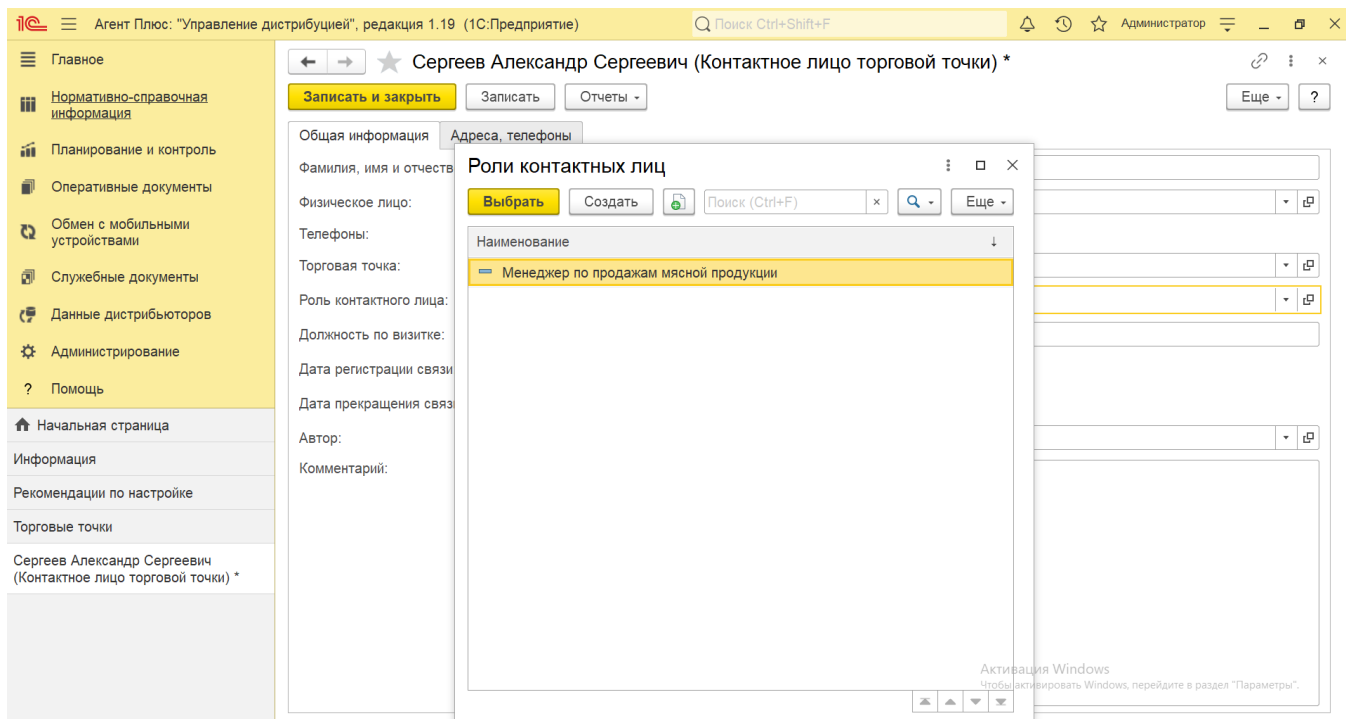 Агент Плюс: "Управление дистрибуцией", редакция 1.19 (1С:Предприятие)
Поиск Ctrl+Shift+F
Администратор
Главное
Нормативно-справочная
информация
Планирование и контроль
Оперативные документы
Обмен с мобильными
устройствами
Служебные документы
Данные дистрибьюторов
Администрирование
? Помощь
Начальная страница
Информация
Рекомендации по настройке
Торговые точки
Сергеев Александр Сергеевич
(Контактное лицо торговой точки) *
Сергеев Александр Сергеевич (Контактное лицо торговой точки) *
Записать и закрыть
Записать
Отчеты
Еще
?
Общая информация
Адреса, телефоны
Фамилия, имя и отчеств
Физическое лицо:
Телефоны:
Торговая точка:
Роль контактного лица:
Должность по визитке:
Дата регистрации связи
Дата прекращения связ
Автор:
Комментарий:
Роли контактных лиц
Выбрать
Создать
Поиск (Ctrl+F)
Еще
Наименование
Менеджер по продажам мясной продукции
Активация Windows
Чтобы активировать Windows, перейдите в раздел "Параметры".